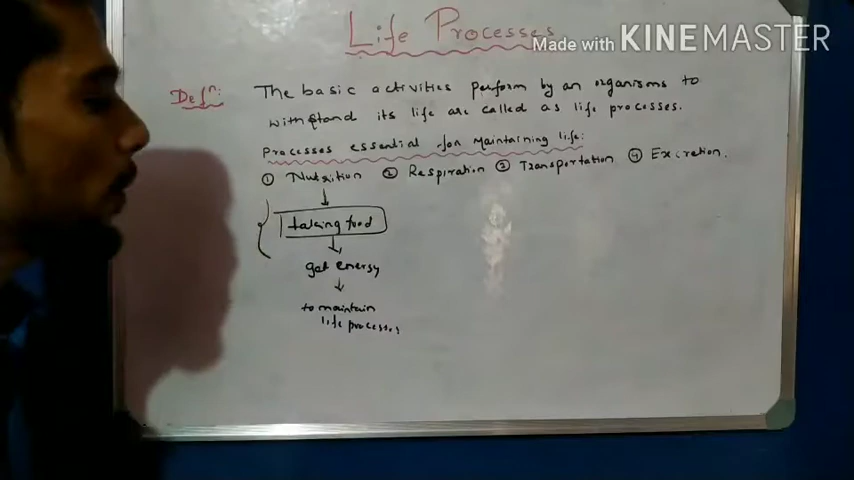 Life Processes
Made with KINEMASTER
Defn: The basic activities perform by an organisms to
withstand its life are called as life processes.
Processes essential for Maintaining life:
① Nutrition ② Respiration ③ Transportation ④ Excretion.
taking food
get energy
to maintain
life processes